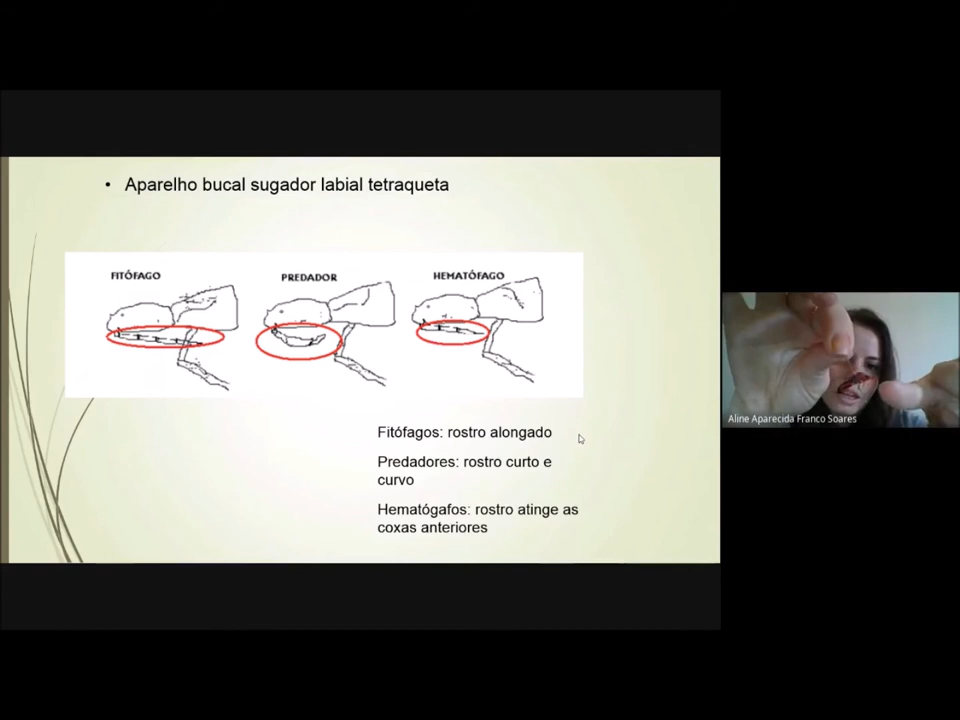 • Aparelho bucal sugador labial tetraqueta
FITÓFAGO PREDADOR HEMATÓFAGO
Fitófagos: rostro alongado
Predadores: rostro curto e
curvo
Hematógafos: rostro atinge as
coxas anteriores
Aline Aparecida Franco Soares